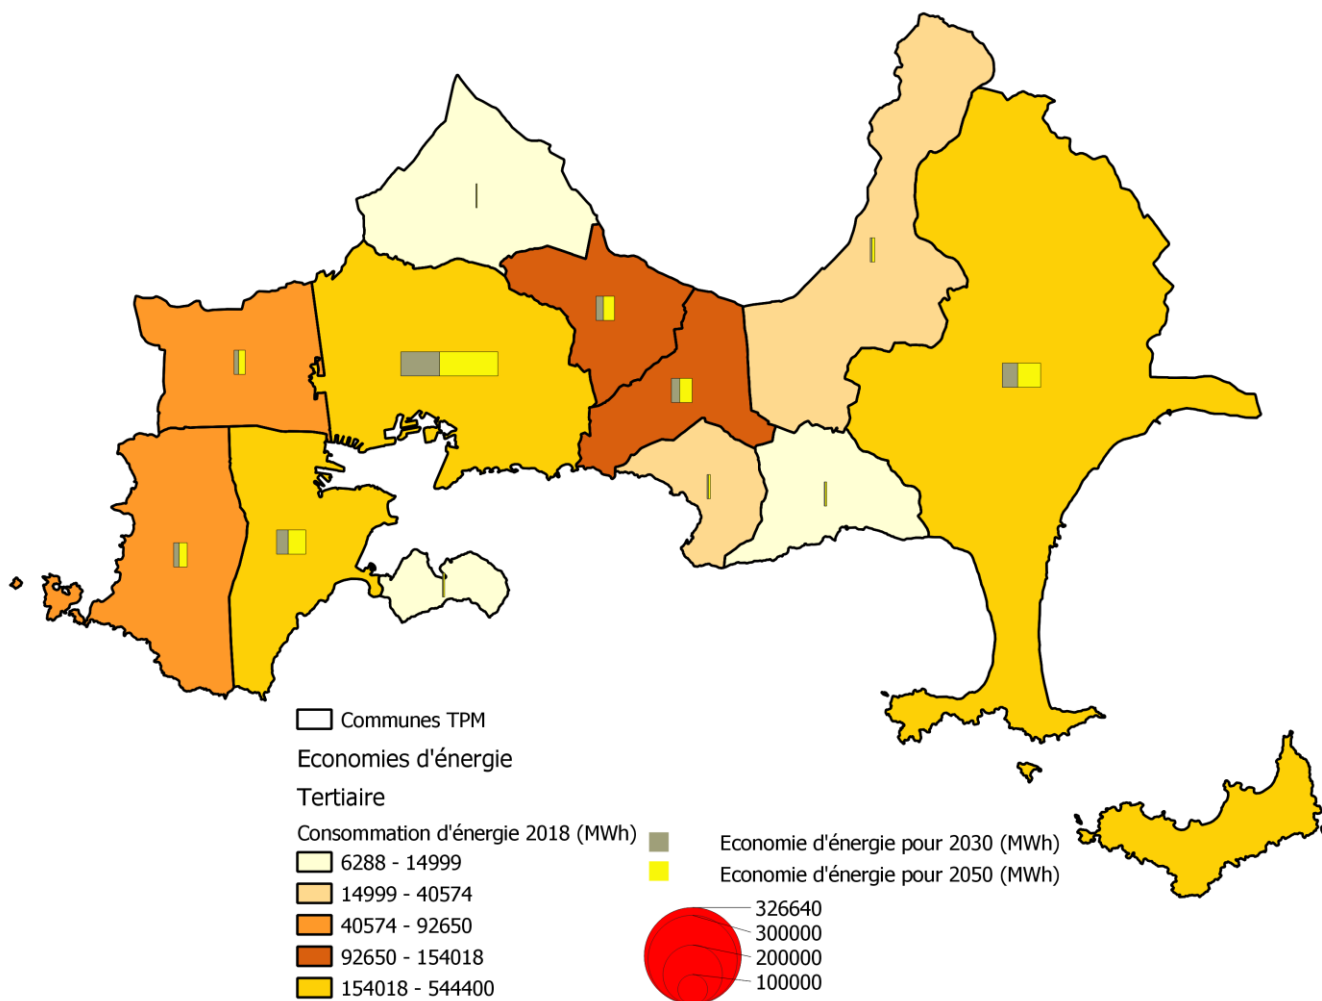 Communes TPM
Economies d'énergie
Tertiaire
Consommation d'énergie 2018 (MWh)
6288 - 14999
14999 - 40574
40574 - 92650
92650 - 154018
154018 - 544400
Economie d'énergie pour 2030 (MWh)
Economie d'énergie pour 2050 (MWh)
326640
300000
200000
100000